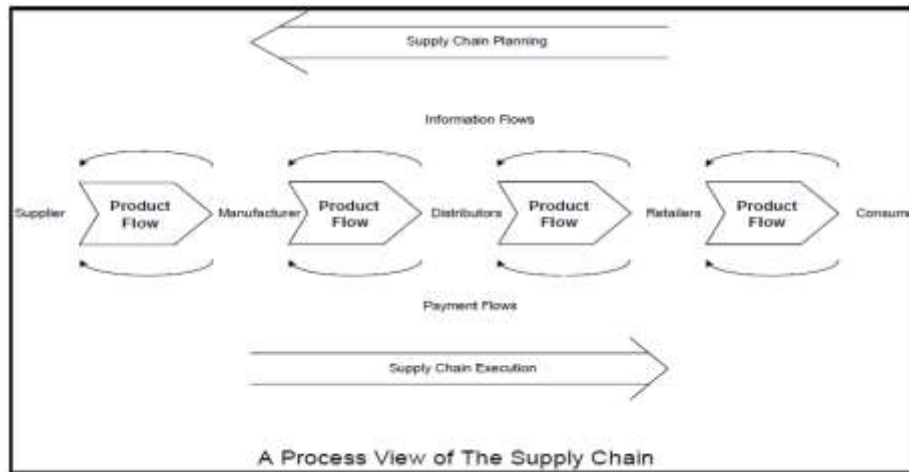 Supply Chain Planning
Information Flows
Supplier
Product
Flow
Manufacturer
Product
Flow
Distributors
Product
Flow
Retailers
Product
Flow
Consume
Payment Flows
Supply Chain Execution
A Process View of The Supply Chain